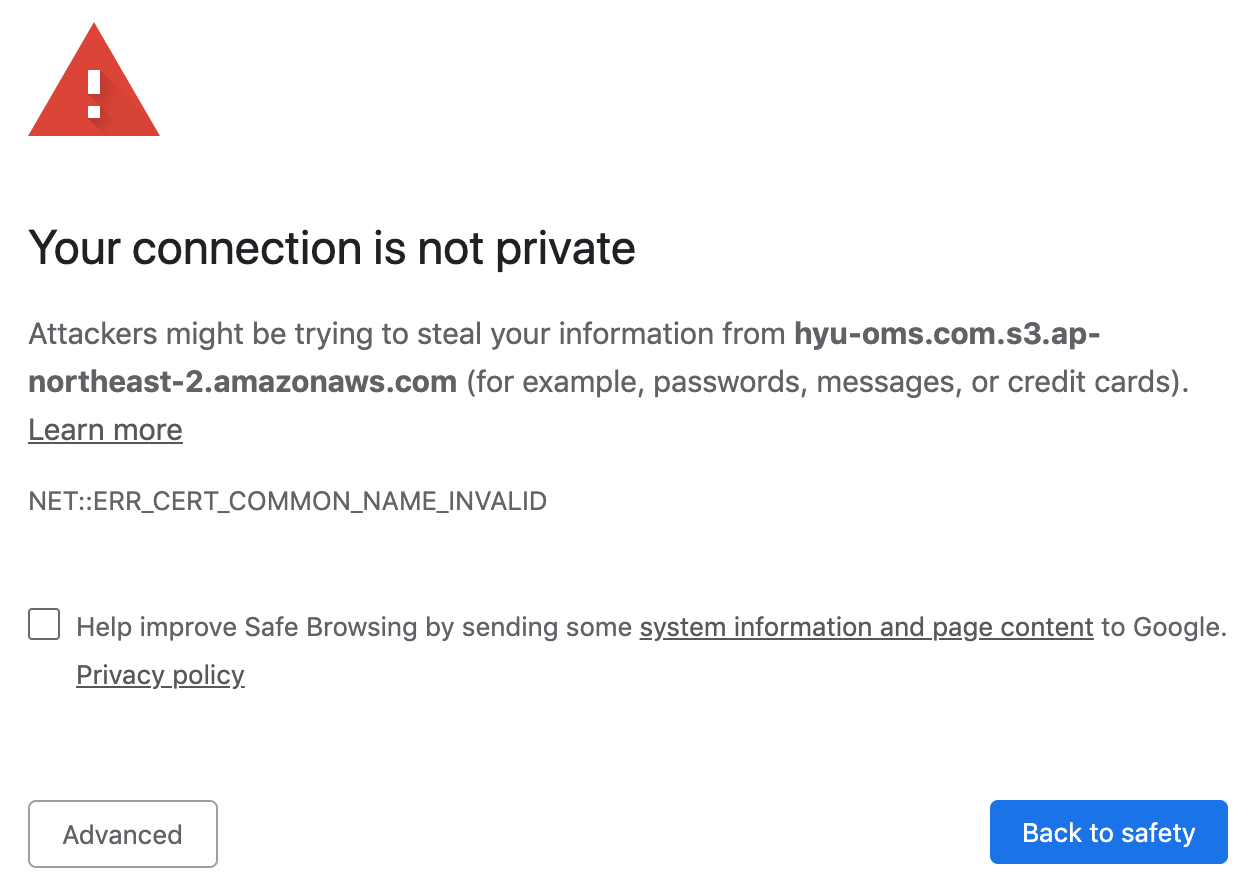 Your connection is not private
Attackers might be trying to steal your information from hyu-oms.com.s3.ap-
northeast-2.amazonaws.com (for example, passwords, messages, or credit cards).
Learn more
NET::ERR_CERT_COMMON_NAME_INVALID
Help improve Safe Browsing by sending some system information and page content to Google.
Privacy policy
Advanced
Back to safety